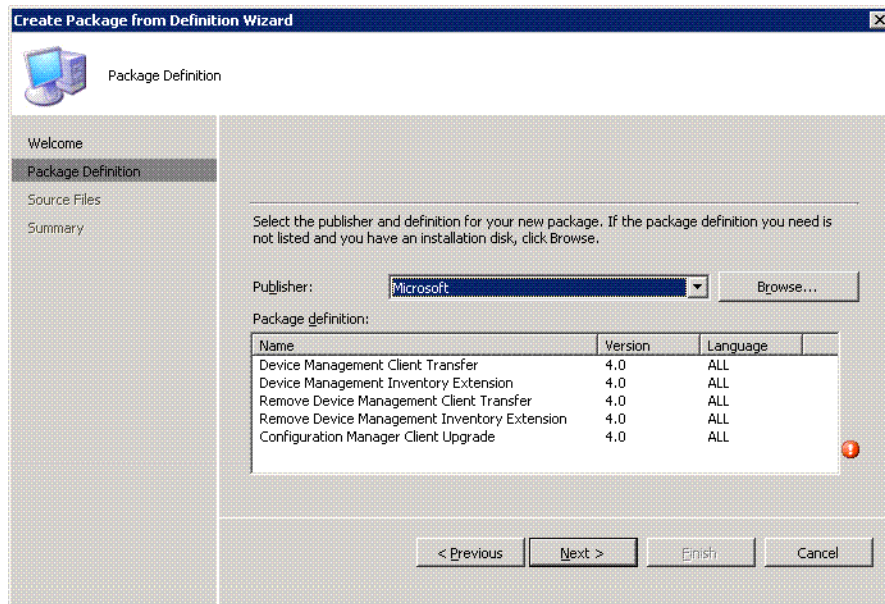 Create Package from Definition Wizard
Package Definition
Welcome
Package Definition
Source Files
Summary
Select the publisher and definition for your new package. If the package definition you need is
not listed and you have an installation disk, click Browse.
Publisher: Microsoft Browse...
Package definition:
Name Version Language
Device Management Client Transfer 4.0 ALL
Device Management Inventory Extension 4.0 ALL
Remove Device Management Client Transfer 4.0 ALL
Remove Device Management Inventory Extension 4.0 ALL
Configuration Manager Client Upgrade 4.0 ALL
< Previous Next > Finish Cancel